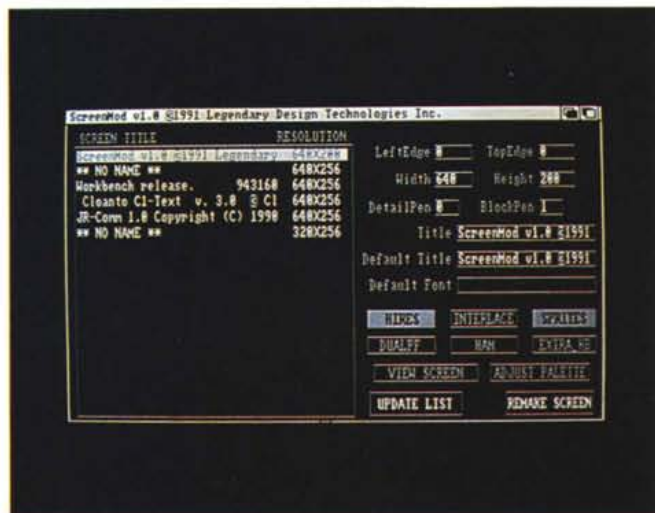 ScreenMod v1.0 ©1991 Legendary Design Technologies Inc.
SCREEN TITLE RESOLUTION
ScreenMod v1.0 ©1991 Legendary 640X200
** NO NAME ** 640X256
Workbench release. 943160 640X256
Cloanto C1-Text v. 3.0 © Cl 640X256
JR-Comm 1.0 Copyright (C) 1990 640X256
** NO NAME ** 320X256
LeftEdge 0 TopEdge 0
Width 640 Height 200
DetailPen 0 BlockPen 1
Title ScreenMod v1.0 ©1991
Default Title ScreenMod v1.0 ©1991
Default Font
HIRES INTERLACE SPRITES
DUALPF HAM EXTRA_HB
VIEW SCREEN ADJUST PALETTE
UPDATE LIST REMAKE SCREEN